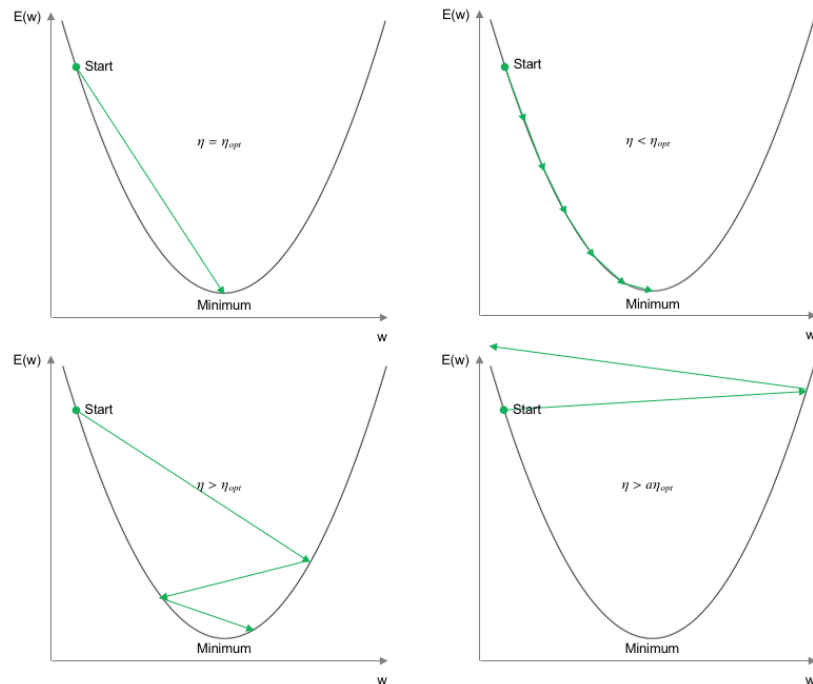 E(w)
Start
η = η_opt
Minimum
w
E(w)
Start
η < η_opt
Minimum
w
E(w)
Start
η > η_opt
Minimum
w
E(w)
Start
η > aη_opt
Minimum
w